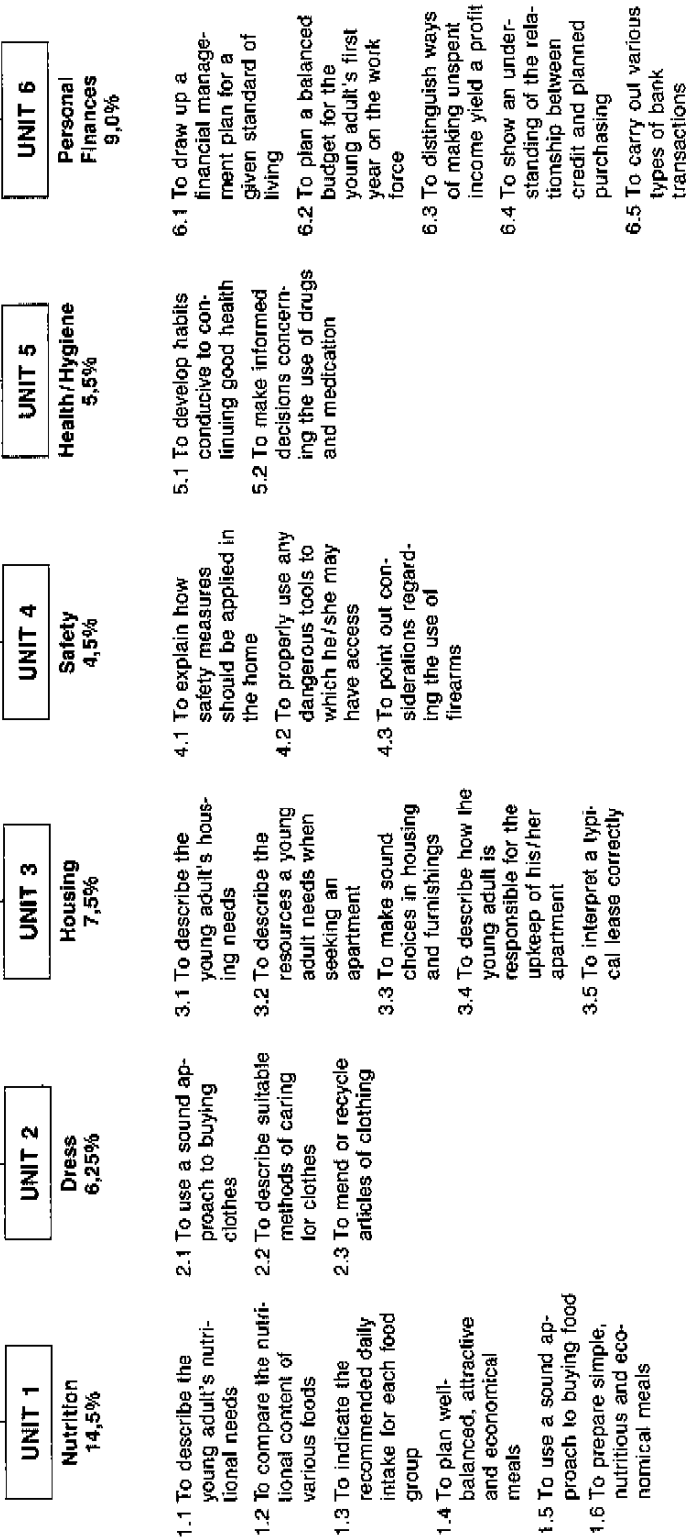 UNIT 1
Nutrition
14,5%
1.1 To describe the
young adult's nutri-
tional needs
1.2 To compare the nutri-
tional content of
various foods
1.3 To indicate the
recommended daily
intake for each food
group
1.4 To plan well-
balanced, attractive
and economical
meals
1.5 To use a sound ap-
proach to buying food
1.6 To prepare simple,
nutritious and eco-
nomical meals
UNIT 2
Dress
6,25%
2.1 To use a sound ap-
proach to buying
clothes
2.2 To describe suitable
methods of caring
for clothes
2.3 To mend or recycle
articles of clothing
UNIT 3
Housing
7,5%
3.1 To describe the
young adult's hous-
ing needs
3.2 To describe the
resources a young
adult needs when
seeking an
apartment
3.3 To make sound
choices in housing
and furnishings
3.4 To describe how the
young adult is
responsible for the
upkeep of his/her
apartment
3.5 To interpret a typi-
cal lease correctly
UNIT 4
Safety
4,5%
4.1 To explain how
safety measures
should be applied in
the home
4.2 To properly use any
dangerous tools to
which he/she may
have access
4.3 To point out con-
siderations regard-
ing the use of
firearms
UNIT 5
Health/Hygiene
5,5%
5.1 To develop habits
conducive to con-
tinuing good health
5.2 To make informed
decisions concern-
ing the use of drugs
and medication
UNIT 6
Personal
Finances
9,0%
6.1 To draw up a
financial manage-
ment plan for a
given standard of
living
6.2 To plan a balanced
budget for the
young adult's first
year on the work
force
6.3 To distinguish ways
of making unspent
income yield a profit
6.4 To show an under-
standing of the rela-
tionship between
credit and planned
purchasing
6.5 To carry out various
types of bank
transactions